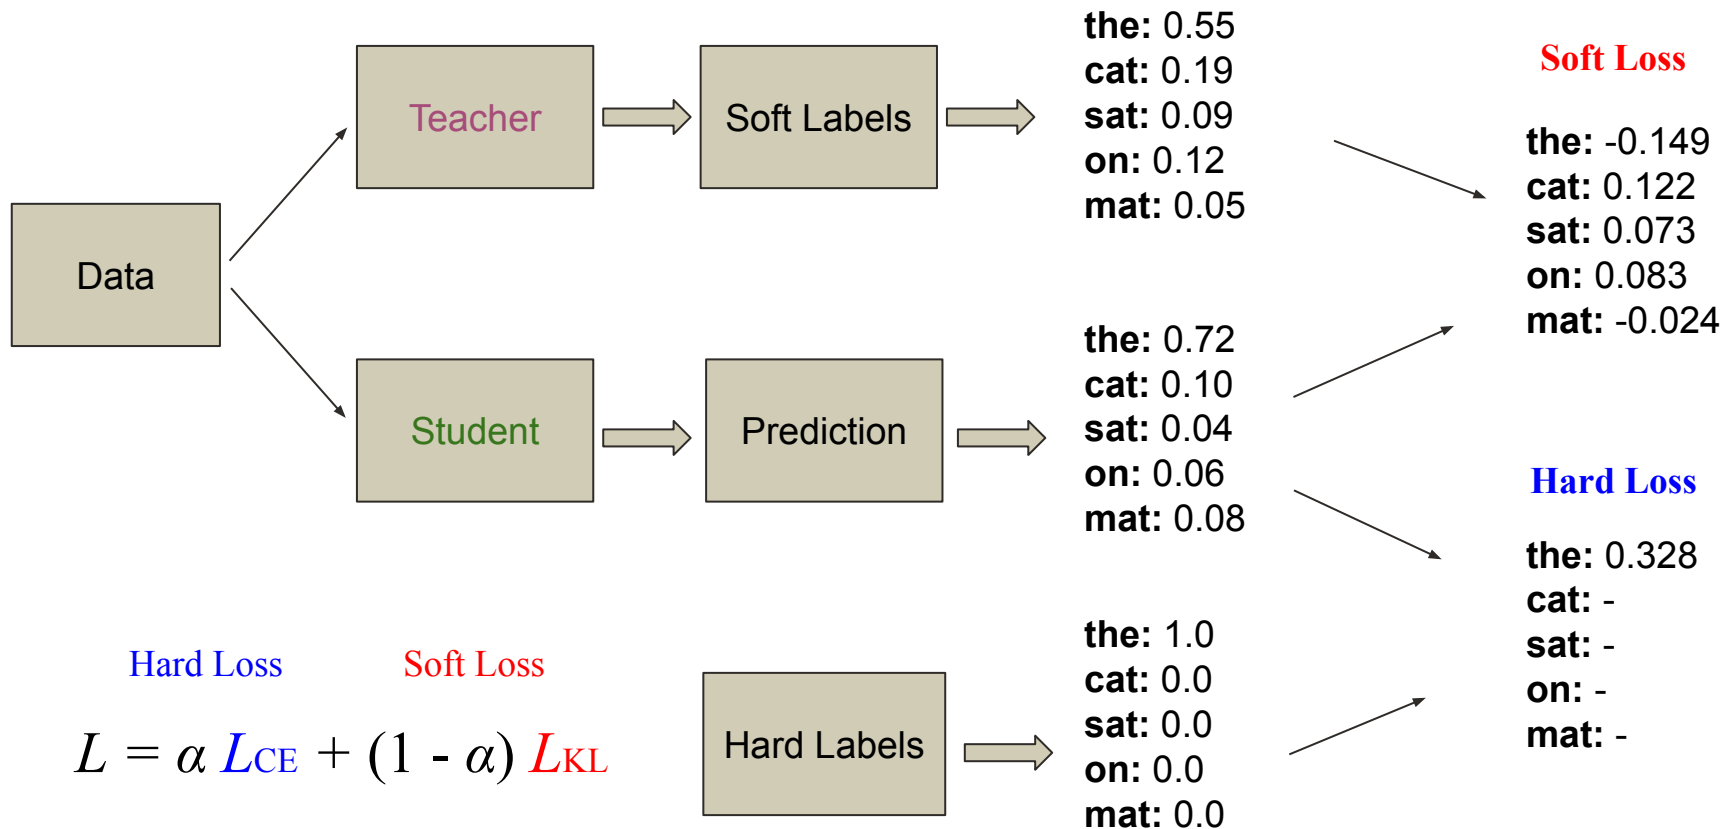 Data
Teacher
Soft Labels
the: 0.55
cat: 0.19
sat: 0.09
on: 0.12
mat: 0.05
Student
Prediction
the: 0.72
cat: 0.10
sat: 0.04
on: 0.06
mat: 0.08
Hard Labels
the: 1.0
cat: 0.0
sat: 0.0
on: 0.0
mat: 0.0
Soft Loss
the: -0.149
cat: 0.122
sat: 0.073
on: 0.083
mat: -0.024
Hard Loss
the: 0.328
cat: -
sat: -
on: -
mat: -
Hard Loss Soft Loss
L = α LCE + (1 - α) LKL